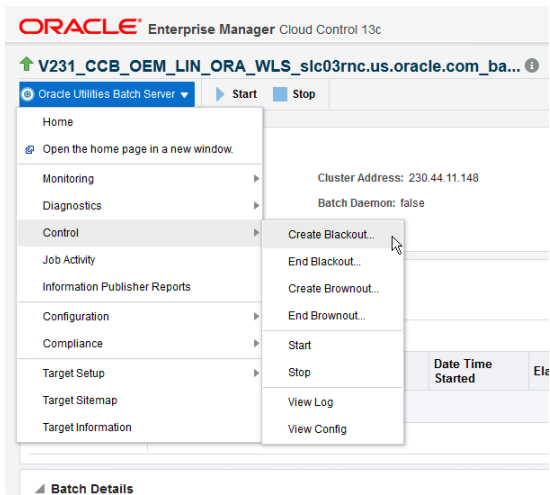 ORACLE® Enterprise Manager Cloud Control 13c
V231_CCB_OEM_LIN_ORA_WLS_slc03rnc.us.oracle.com_ba...
Oracle Utilities Batch Server
Start
Stop
Home
Open the home page in a new window.
Monitoring
Diagnostics
Control
Job Activity
Information Publisher Reports
Configuration
Compliance
Target Setup
Target Sitemap
Target Information
Cluster Address: 230.44.11.148
Batch Daemon: false
Create Blackout...
End Blackout...
Create Brownout...
End Brownout...
Start
Stop
View Log
View Config
Date Time
Started
Batch Details